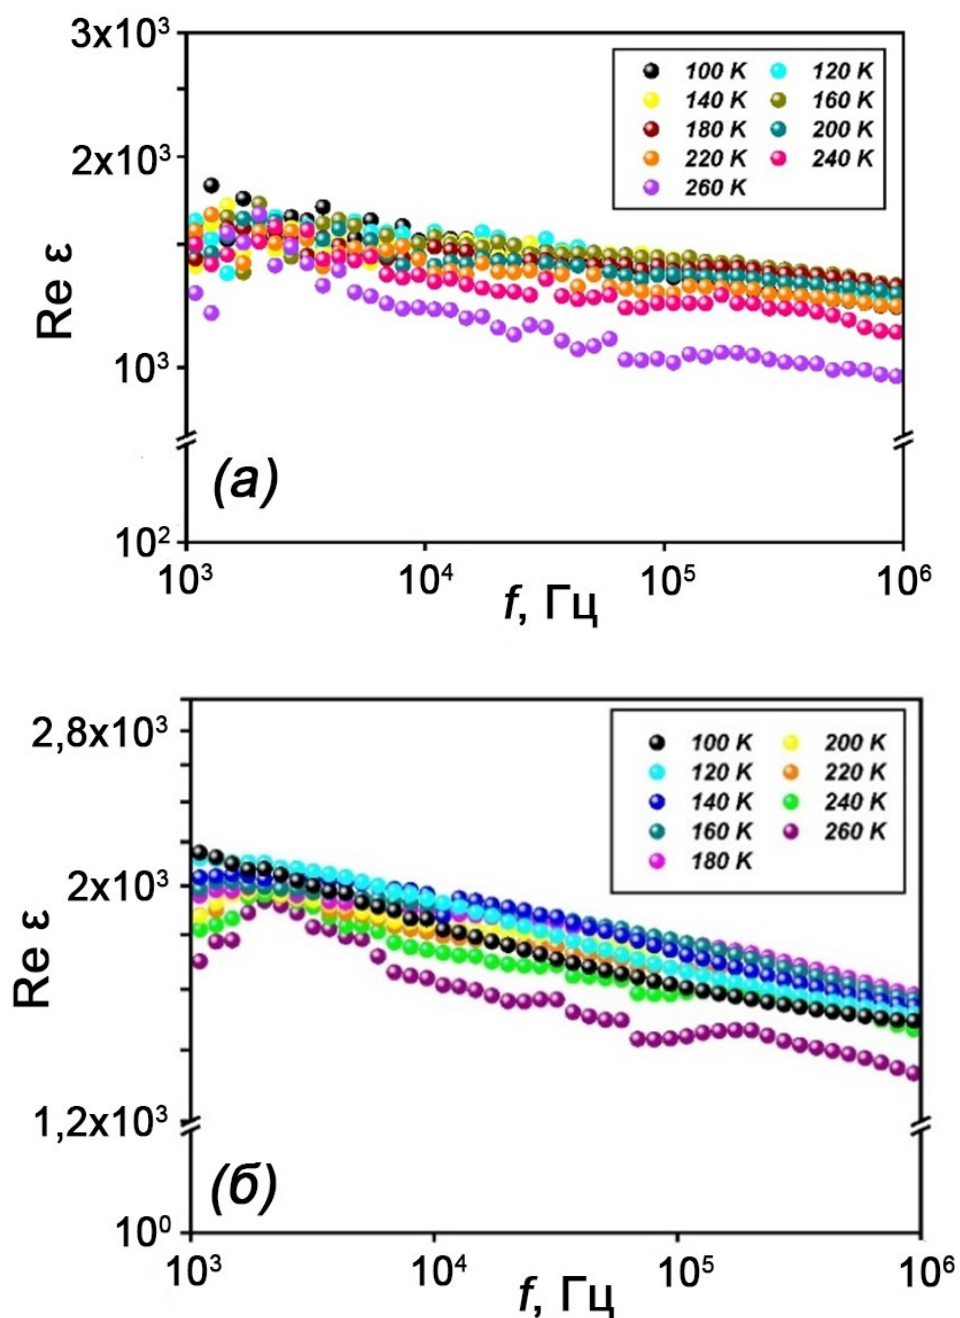 3x10³
2x10³
10³
10²
Re ε
100 K 120 K
140 K 160 K
180 K 200 K
220 K 240 K
260 K
(а)
10³ 10⁴ 10⁵ 10⁶
f, Гц
2,8x10³
2x10³
1,2x10³
10⁰
Re ε
100 K 200 K
120 K 220 K
140 K 240 K
160 K 260 K
180 K
(б)
10³ 10⁴ 10⁵ 10⁶
f, Гц